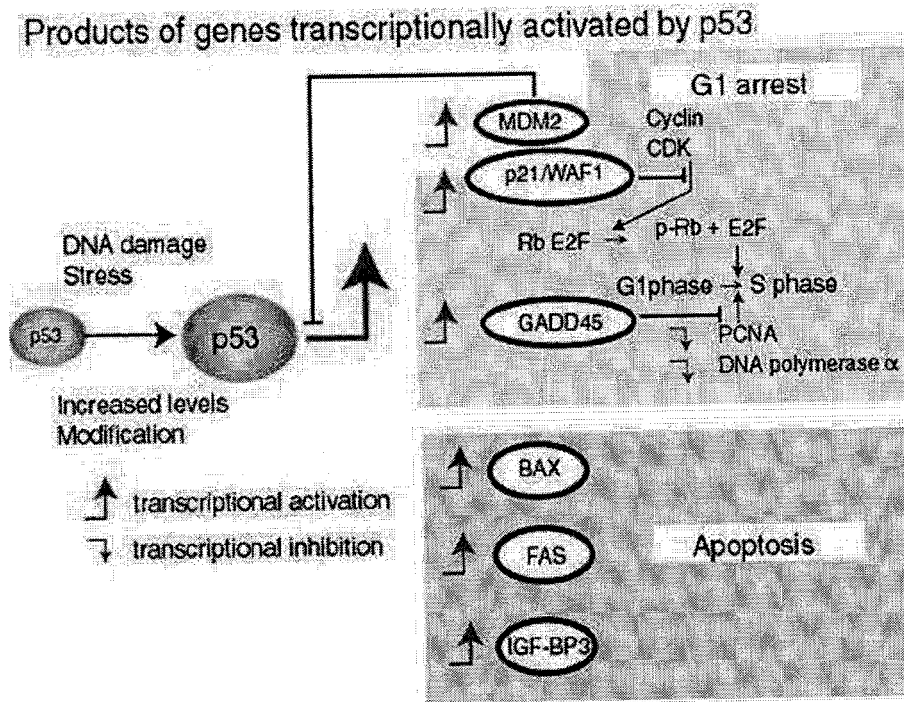 Products of genes transcriptionally activated by p53
G1 arrest
MDM2
Cyclin
CDK
p21/WAF1
Rb E2F
p-Rb + E2F
G1phase
S phase
GADD45
PCNA
DNA polymerase α
DNA damage
Stress
p53
p53
Increased levels
Modification
transcriptional activation
transcriptional inhibition
BAX
FAS
Apoptosis
IGF-BP3